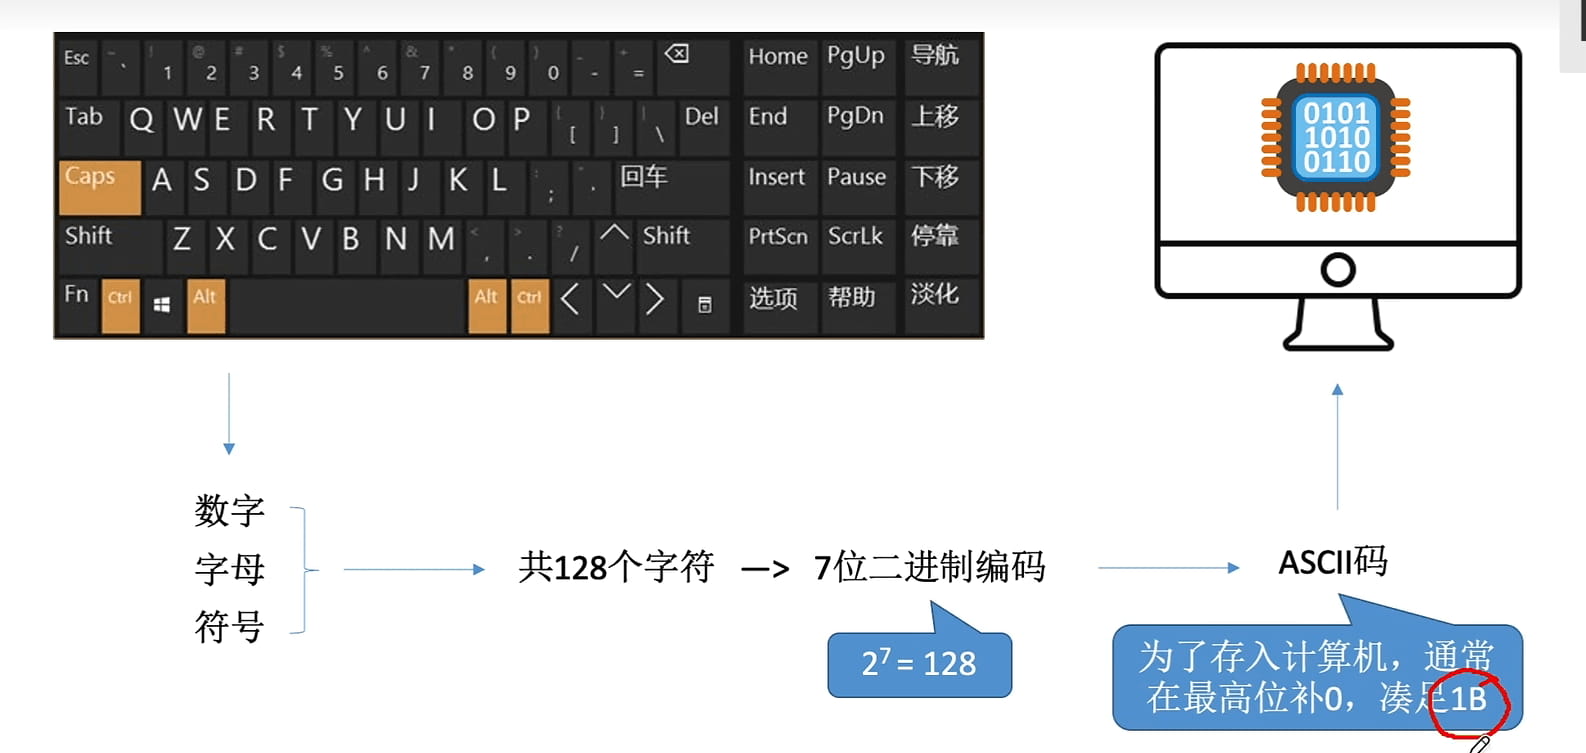 Esc ~ ` ! 1 @ 2 # 3 $ 4 % 5 ^ 6 & 7 * 8 ( 9 ) 0 - + = Home PgUp 导航
Tab Q W E R T Y U I O P { [ } ] | \ Del End PgDn 上移
Caps A S D F G H J K L : ; " 回车 Insert Pause 下移
Shift Z X C V B N M < , > . ? / Shift PrtScn ScrLk 停靠
Fn Ctrl Alt Alt Ctrl 选项 帮助 淡化
0101
1010
0110
数字
字母
符号
共128个字符 —> 7位二进制编码
ASCII码
2⁷ = 128
为了存入计算机，通常
在最高位补0，凑足1B